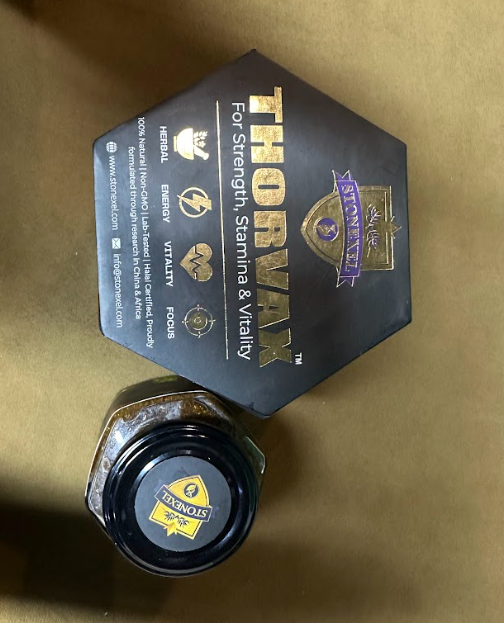 STONEXEL
THORVAX™
For Strength, Stamina & Vitality
HERBAL
ENERGY
VITALITY
FOCUS
100% Natural | Non-GMO | Lab-Tested | Halal Certified, Proudly
formulated through research in China & Africa
www.stonexel.com info@stonexel.com
STONEXEL